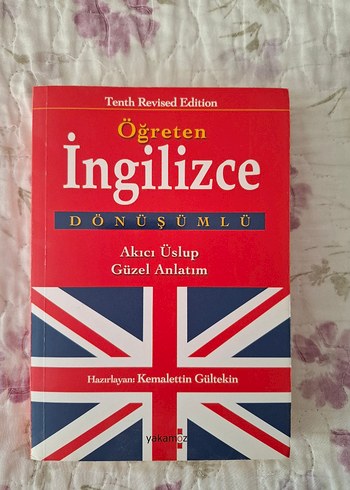 Tenth Revised Edition
Öğreten
İngilizce
DÖNÜŞÜMLÜ
Akıcı Üslup
Güzel Anlatım
Hazırlayan: Kemalettin Gültekin
yakamoz